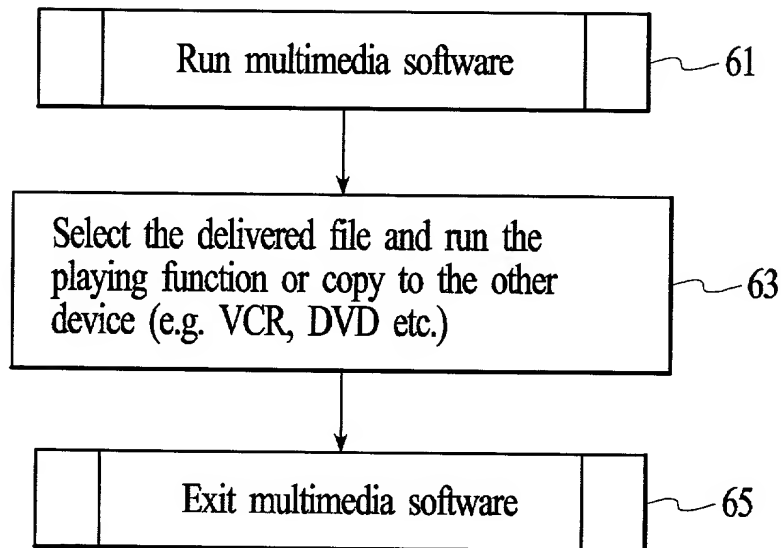 Run multimedia software
61
Select the delivered file and run the
playing function or copy to the other
device (e.g. VCR, DVD etc.)
63
Exit multimedia software
65